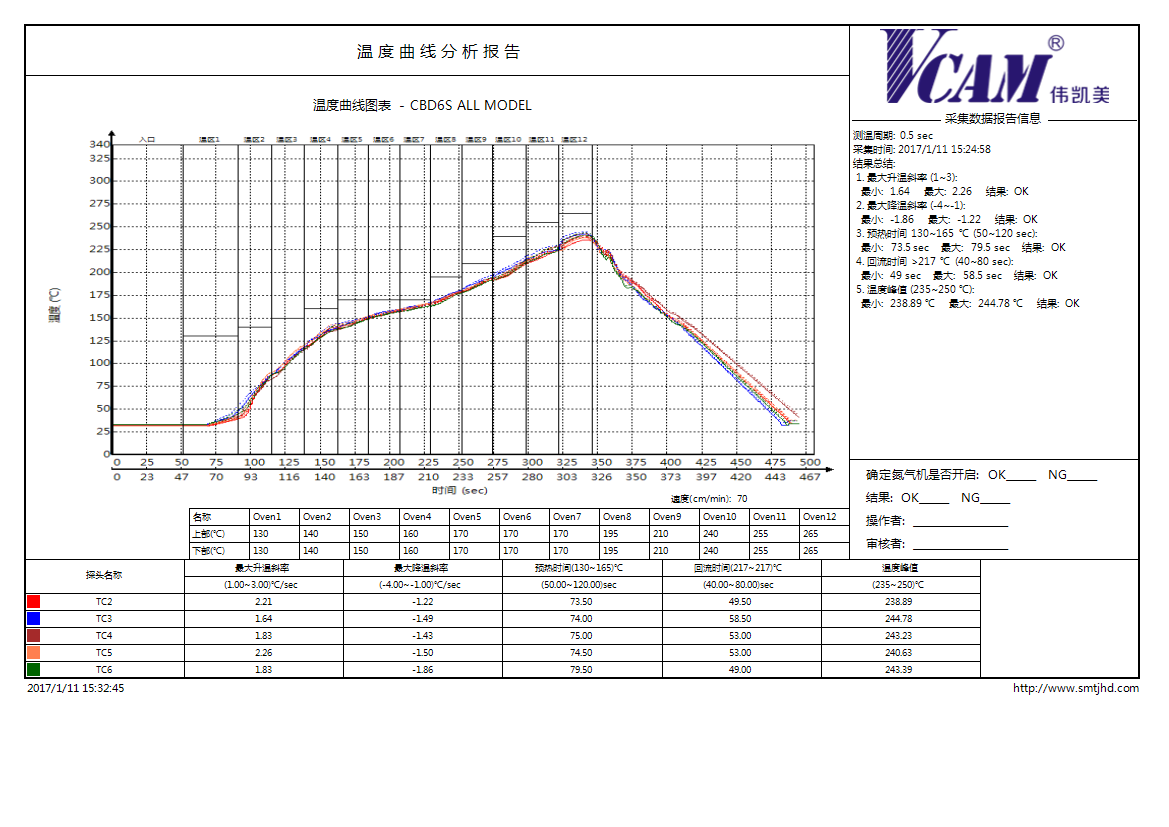 温度曲线分析报告
VCAM®
伟凯美
温度曲线图表 - CBD6S ALL MODEL
采集数据报告信息
测温周期: 0.5 sec
采集时间: 2017/1/11 15:24:58
结果总结:
1. 最大升温斜率 (1~3):
最小: 1.64 最大: 2.26 结果: OK
2. 最大降温斜率 (-4~-1):
最小: -1.86 最大: -1.22 结果: OK
3. 预热时间 130~165 ℃ (50~120 sec):
最小: 73.5 sec 最大: 79.5 sec 结果: OK
4. 回流时间 >217 ℃ (40~80 sec):
最小: 49 sec 最大: 58.5 sec 结果: OK
5. 温度峰值 (235~250 ℃):
最小: 238.89 ℃ 最大: 244.78 ℃ 结果: OK
入口 温区1 温区2 温区3 温区4 温区5 温区6 温区7 温区8 温区9 温区10 温区11 温区12
340
325
300
275
250
225
200
175
150
125
100
75
50
25
0
温度 (℃)
0 25 50 75 100 125 150 175 200 225 250 275 300 325 350 375 400 425 450 475 500
0 23 47 70 93 116 140 163 187 210 233 257 280 303 327 350 373 397 420 442 467
时间 (sec)
速度(cm/min): 70
确定氮气机是否开启: OK_____ NG_____
结果: OK_____ NG_____
操作者: ________________
审核者: ________________
名称 Oven1 Oven2 Oven3 Oven4 Oven5 Oven6 Oven7 Oven8 Oven9 Oven10 Oven11 Oven12
上部(℃) 130 140 150 160 170 170 170 195 210 240 255 265
下部(℃) 130 140 150 160 170 170 170 195 210 240 255 265
探头名称 最大升温斜率 最大降温斜率 预热时间(130~165)℃ 回流时间(217~217)℃ 温度峰值
(1.00~3.00)℃/sec (-4.00~-1.00)℃/sec (50.00~120.00)sec (40.00~80.00)sec (235~250)℃
TC2 2.21 -1.22 73.50 49.50 238.89
TC3 1.64 -1.49 74.00 58.50 244.78
TC4 1.83 -1.43 75.00 53.00 243.23
TC5 2.26 -1.50 74.50 53.00 240.63
TC6 1.83 -1.86 79.50 49.00 243.39
2017/1/11 15:32:45
http://www.smtjhd.com